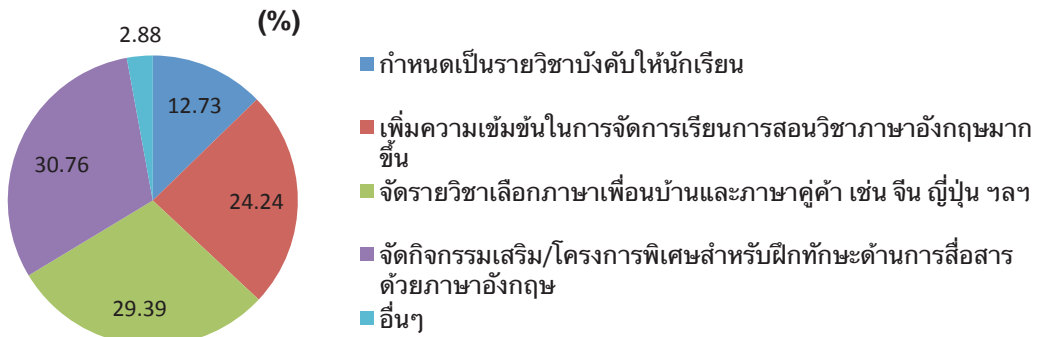 (%)
2.88
12.73
30.76
24.24
29.39
กำหนดเป็นรายวิชาบังคับให้นักเรียน
เพิ่มความเข้มข้นในการจัดการเรียนการสอนวิชาภาษาอังกฤษมาก
ขึ้น
จัดรายวิชาเลือกภาษาเพื่อนบ้านและภาษาคู่ค้า เช่น จีน ญี่ปุ่น ฯลฯ
จัดกิจกรรมเสริม/โครงการพิเศษสำหรับฝึกทักษะด้านการสื่อสาร
ด้วยภาษาอังกฤษ
อื่นๆ